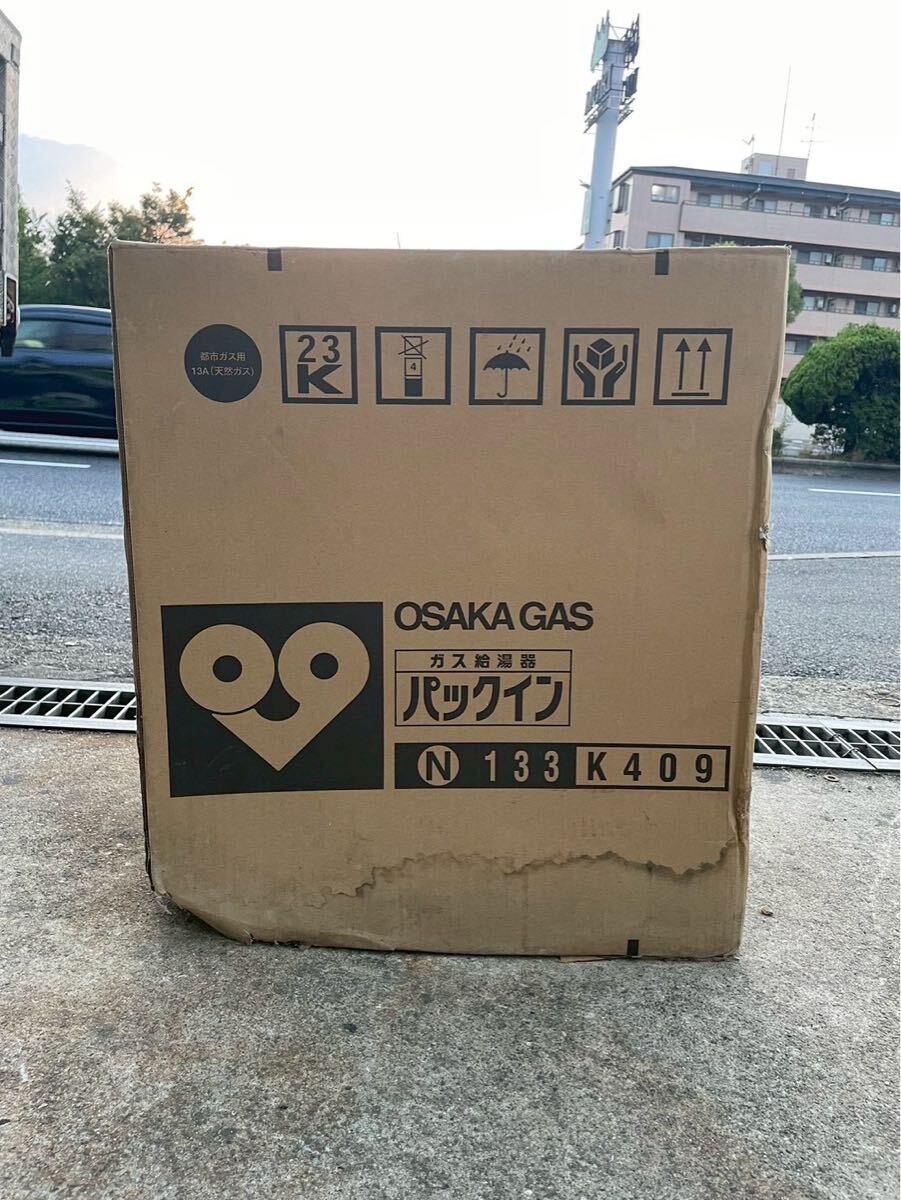 都市ガス用
13A(天然ガス)
23
K
4
OSAKA GAS
ガス給湯器
パックイン
N 133 K409